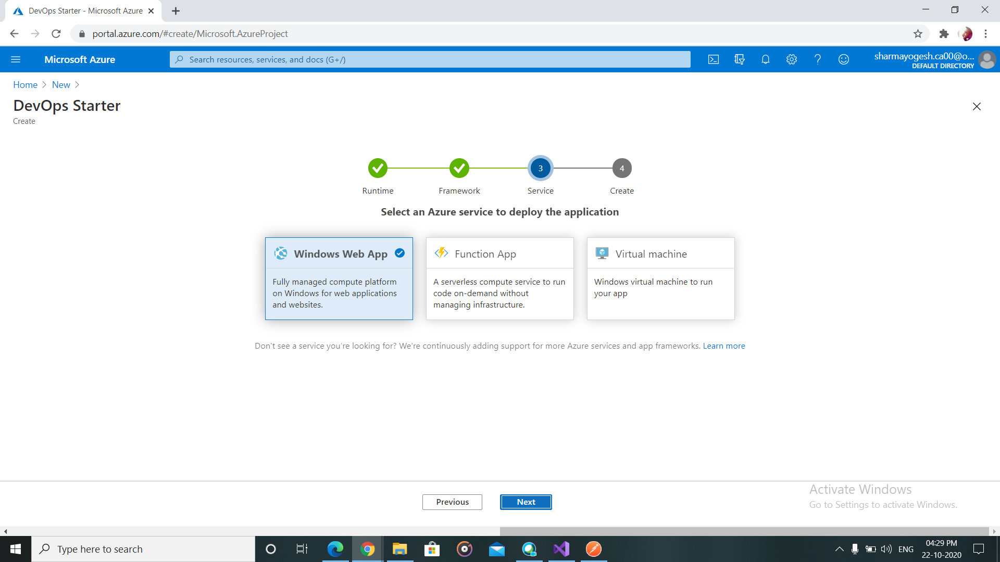 DevOps Starter - Microsoft Azure
portal.azure.com/#create/Microsoft.AzureProject
Microsoft Azure
Search resources, services, and docs (G+/)
sharmayogesh.ca00@o...
DEFAULT DIRECTORY
Home > New >
DevOps Starter
Create
3
4
Runtime
Framework
Service
Create
Select an Azure service to deploy the application
Windows Web App
Fully managed compute platform
on Windows for web applications
and websites.
Function App
A serverless compute service to run
code on-demand without
managing infrastructure.
Virtual machine
Windows virtual machine to run
your app
Don't see a service you're looking for? We're continuously adding support for more Azure services and app frameworks. Learn more
Previous
Next
Activate Windows
Go to Settings to activate Windows.
Type here to search
ENG
04:29 PM
22-10-2020